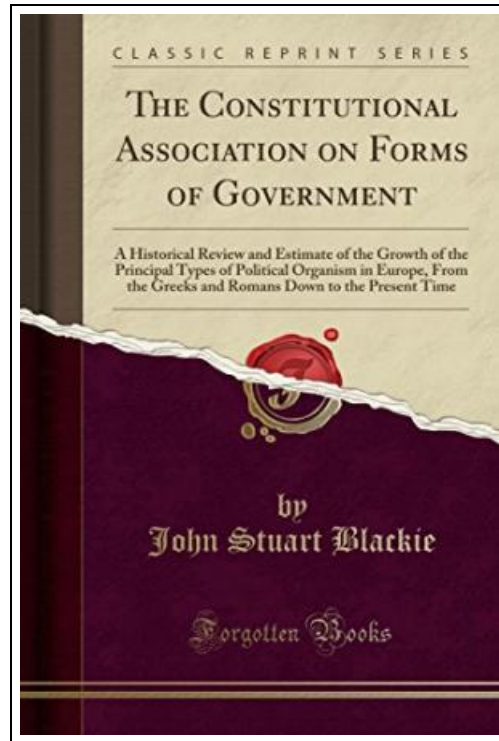 CLASSIC REPRINT SERIES
THE CONSTITUTIONAL
ASSOCIATION ON FORMS
OF GOVERNMENT
A Historical Review and Estimate of the Growth of the
Principal Types of Political Organism in Europe, From
the Greeks and Romans Down to the Present Time
by
John Stuart Blackie
Forgotten Books